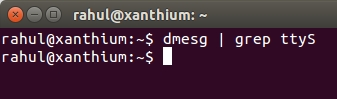 rahul@xanthium: ~
rahul@xanthium:~$ dmesg | grep ttyS
rahul@xanthium:~$